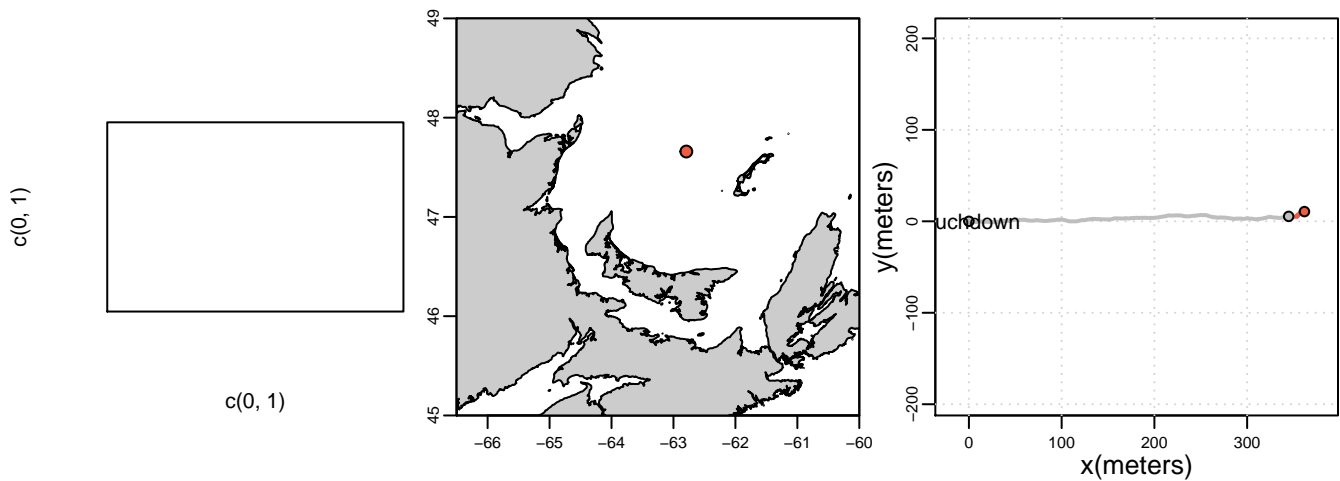 c(0, 1)
c(0, 1)
49
48
47
46
45
−66 −65 −64 −63 −62 −61 −60
y(meters)
200
100
0
−100
−200
uchdown
0 100 200 300
x(meters)